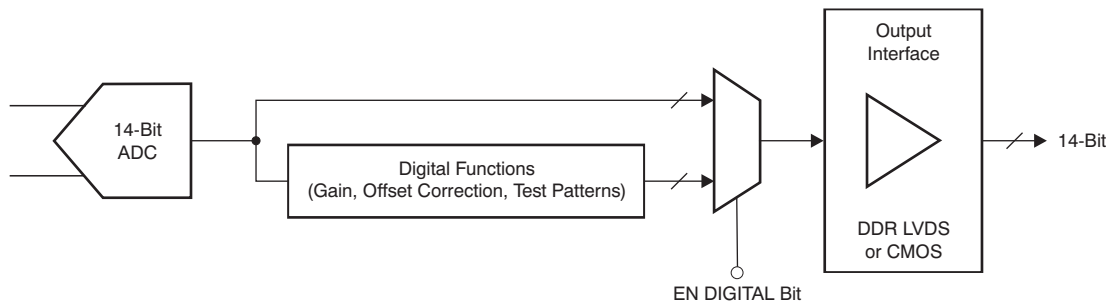 14-Bit
ADC
Digital Functions
(Gain, Offset Correction, Test Patterns)
EN DIGITAL Bit
Output
Interface
DDR LVDS
or CMOS
14-Bit